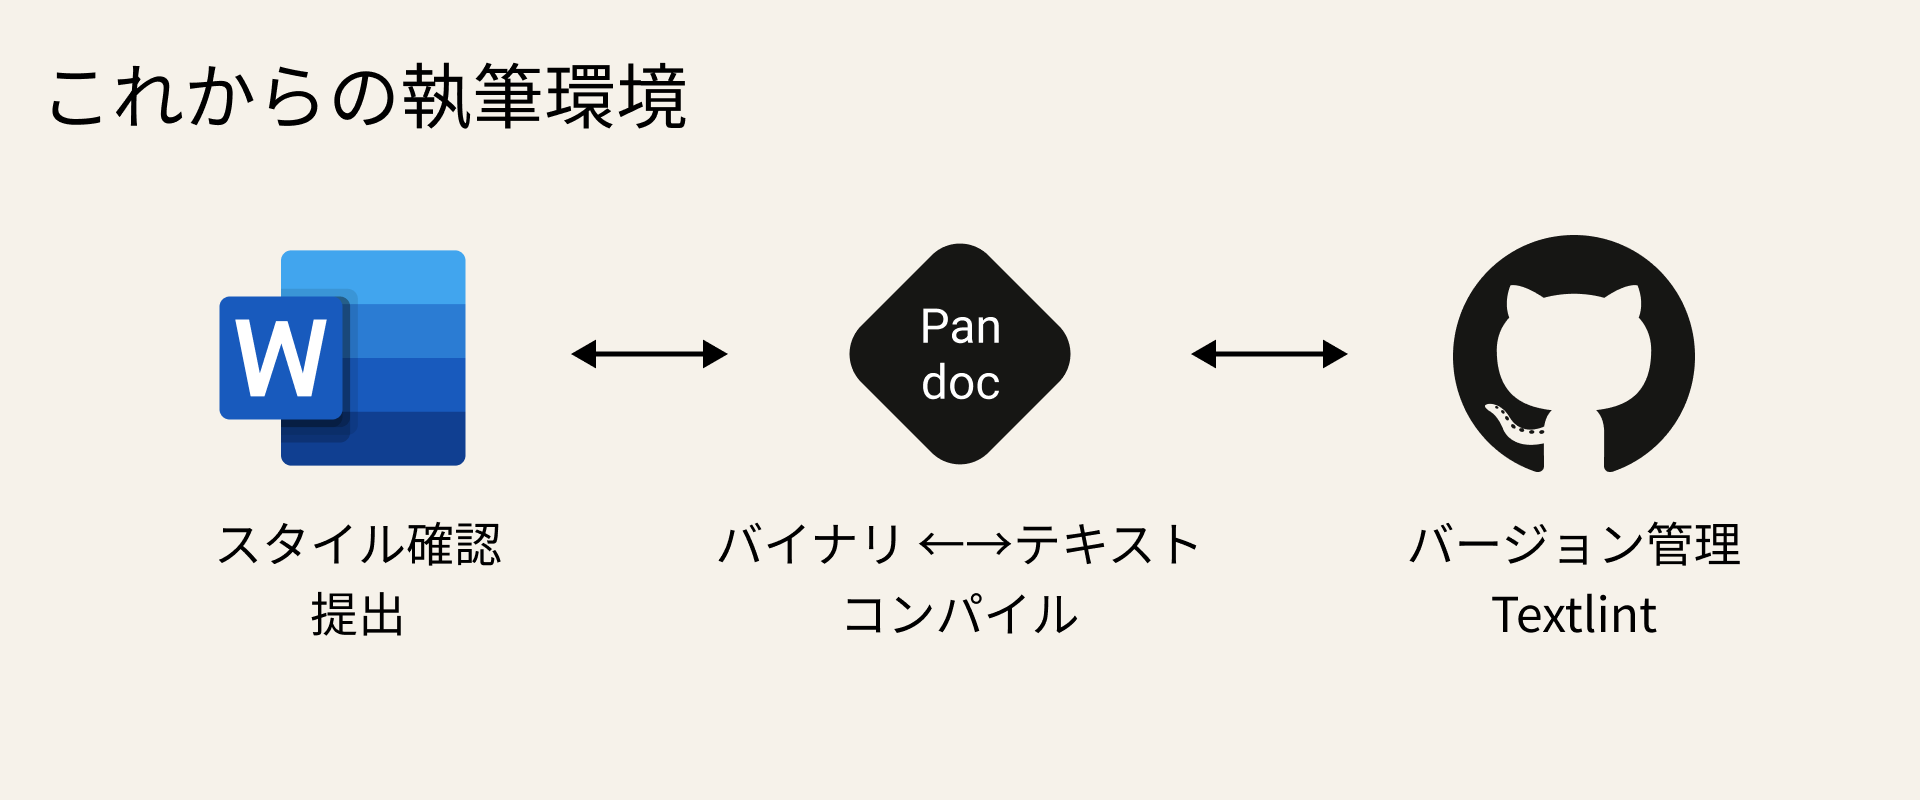 これからの執筆環境
W
Pan
doc
スタイル確認
提出
バイナリ ←→テキスト
コンパイル
バージョン管理
Textlint